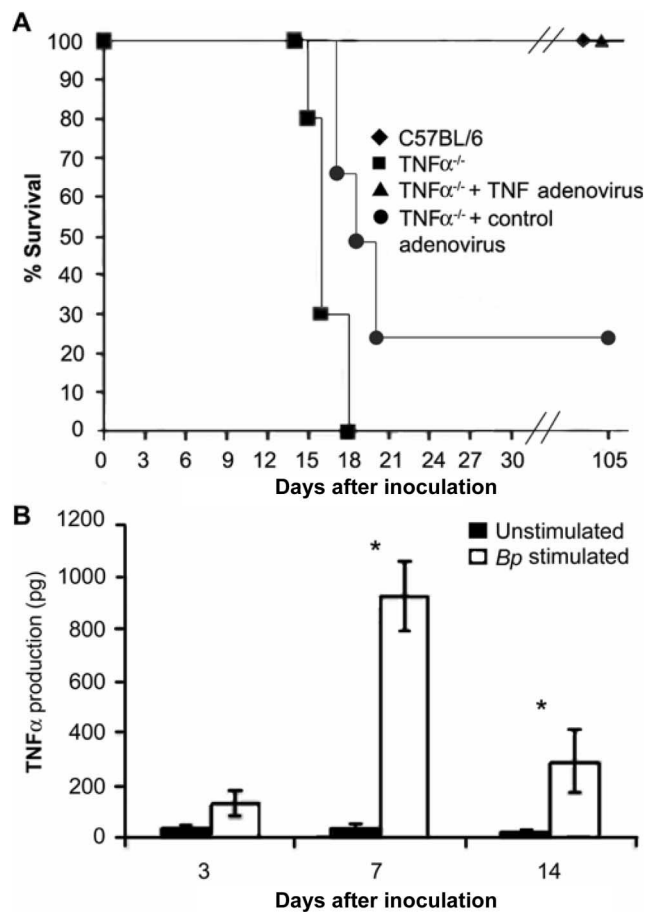 A
100
90
80
70
60
50
40
30
20
10
0
% Survival
C57BL/6
TNFα-/-
TNFα-/- + TNF adenovirus
TNFα-/- + control
adenovirus
0 3 6 9 12 15 18 21 24 27 30 105
Days after inoculation
B
1200
1000
800
600
400
200
0
TNFα production (pg)
Unstimulated
Bp stimulated
*
*
3 7 14
Days after inoculation